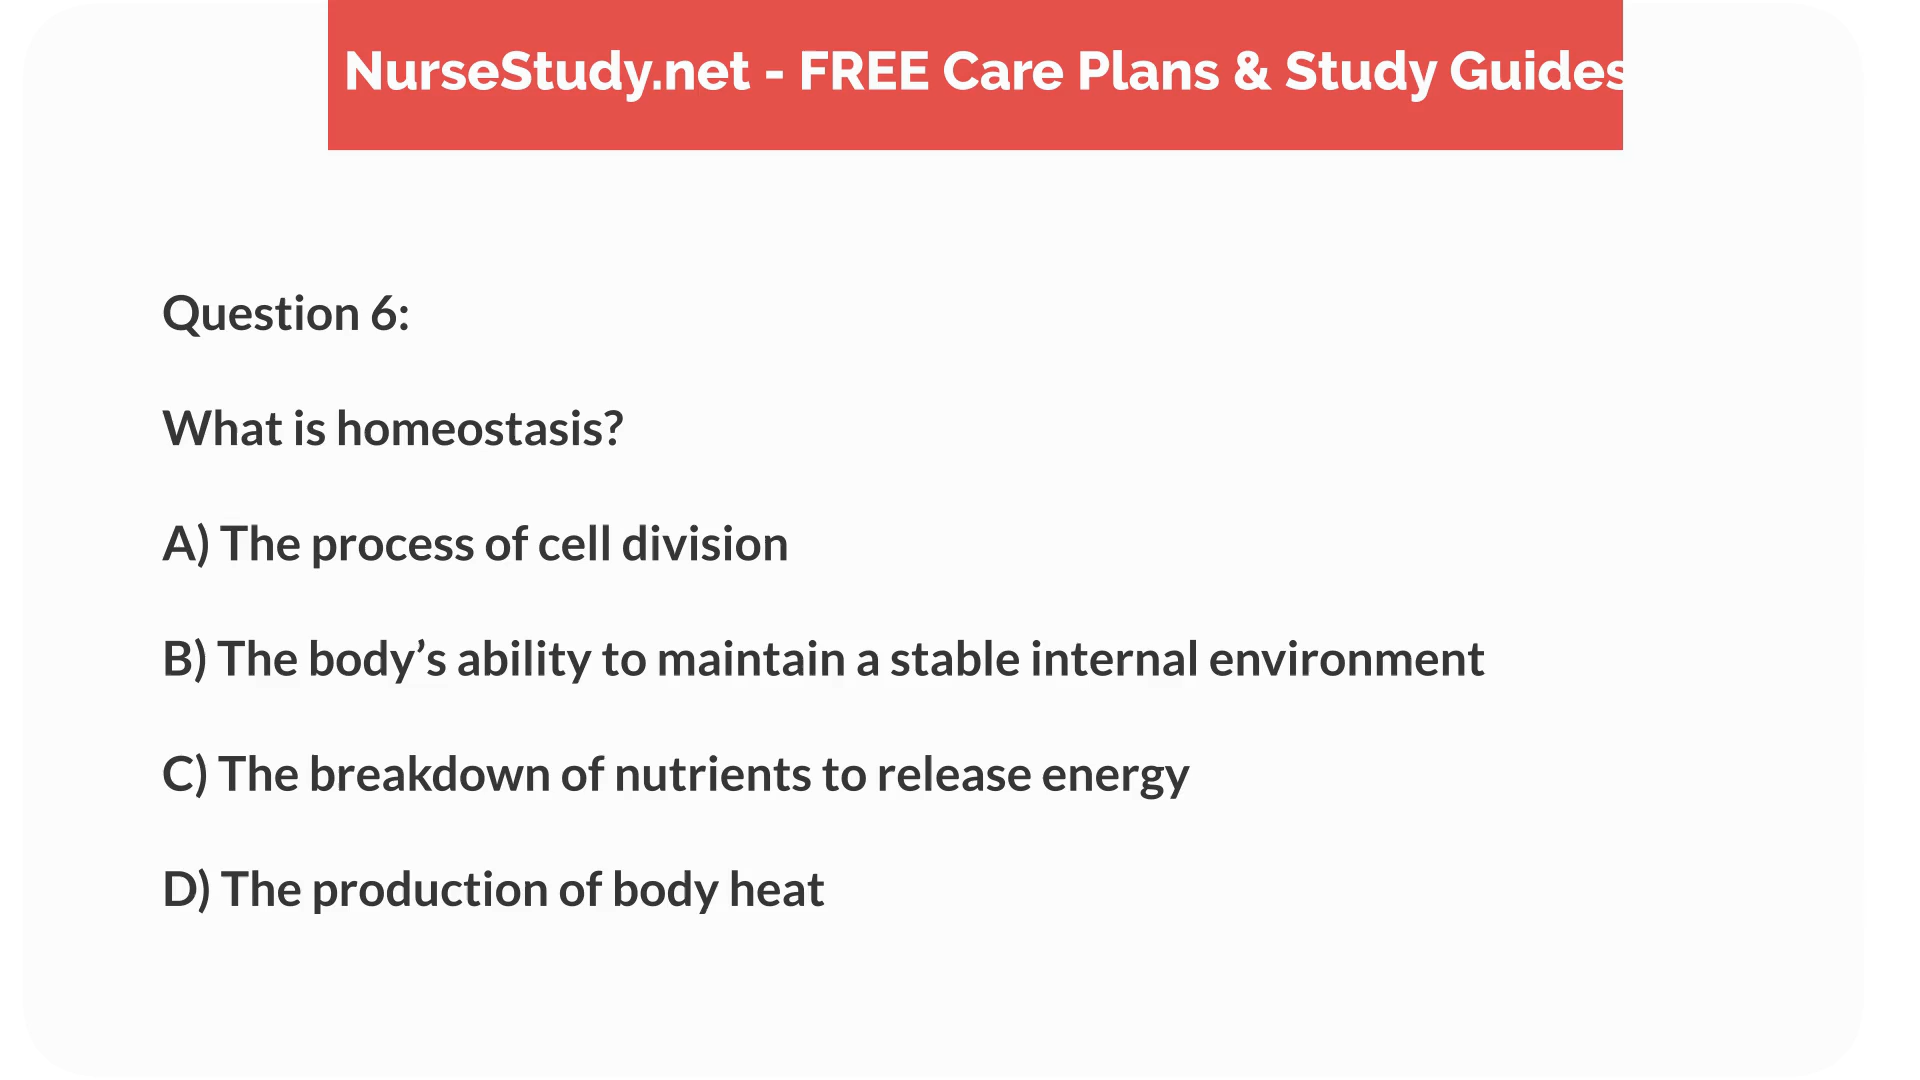 NurseStudy.net - FREE Care Plans & Study Guides
Question 6:
What is homeostasis?
A) The process of cell division
B) The body’s ability to maintain a stable internal environment
C) The breakdown of nutrients to release energy
D) The production of body heat